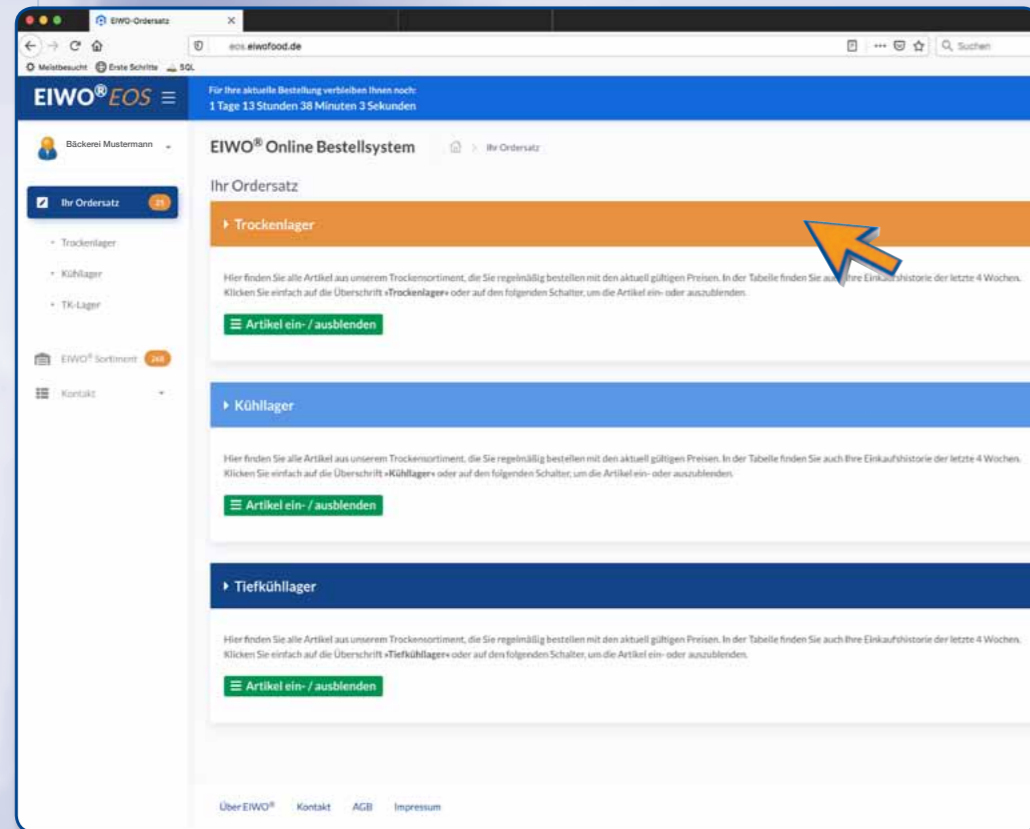 EIWO-Ordersatz
eos.eiwofood.de
Suchen
Meistbesucht Erste Schritte SQL
EIWO® EOS
Für Ihre aktuelle Bestellung verbleiben Ihnen noch:
1 Tage 13 Stunden 38 Minuten 3 Sekunden
Bäckerei Mustermann
EIWO® Online Bestellsystem > Ihr Ordersatz
Ihr Ordersatz
Ihr Ordersatz
Trockenlager
Kühllager
TK-Lager
EIWO® Sortiment
Kontakt
Trockenlager
Hier finden Sie alle Artikel aus unserem Trockensortiment, die Sie regelmäßig bestellen mit den aktuell gültigen Preisen. In der Tabelle finden Sie auch Ihre Einkaufshistorie der letzte 4 Wochen.
Klicken Sie einfach auf die Überschrift »Trockenlager« oder auf den folgenden Schalter, um die Artikel ein- oder auszublenden.
Artikel ein- / ausblenden
Kühllager
Hier finden Sie alle Artikel aus unserem Trockensortiment, die Sie regelmäßig bestellen mit den aktuell gültigen Preisen. In der Tabelle finden Sie auch Ihre Einkaufshistorie der letzte 4 Wochen.
Klicken Sie einfach auf die Überschrift »Kühllager« oder auf den folgenden Schalter, um die Artikel ein- oder auszublenden.
Artikel ein- / ausblenden
Tiefkühllager
Hier finden Sie alle Artikel aus unserem Trockensortiment, die Sie regelmäßig bestellen mit den aktuell gültigen Preisen. In der Tabelle finden Sie auch Ihre Einkaufshistorie der letzte 4 Wochen.
Klicken Sie einfach auf die Überschrift »Tiefkühllager« oder auf den folgenden Schalter, um die Artikel ein- oder auszublenden.
Artikel ein- / ausblenden
Über EIWO® Kontakt AGB Impressum